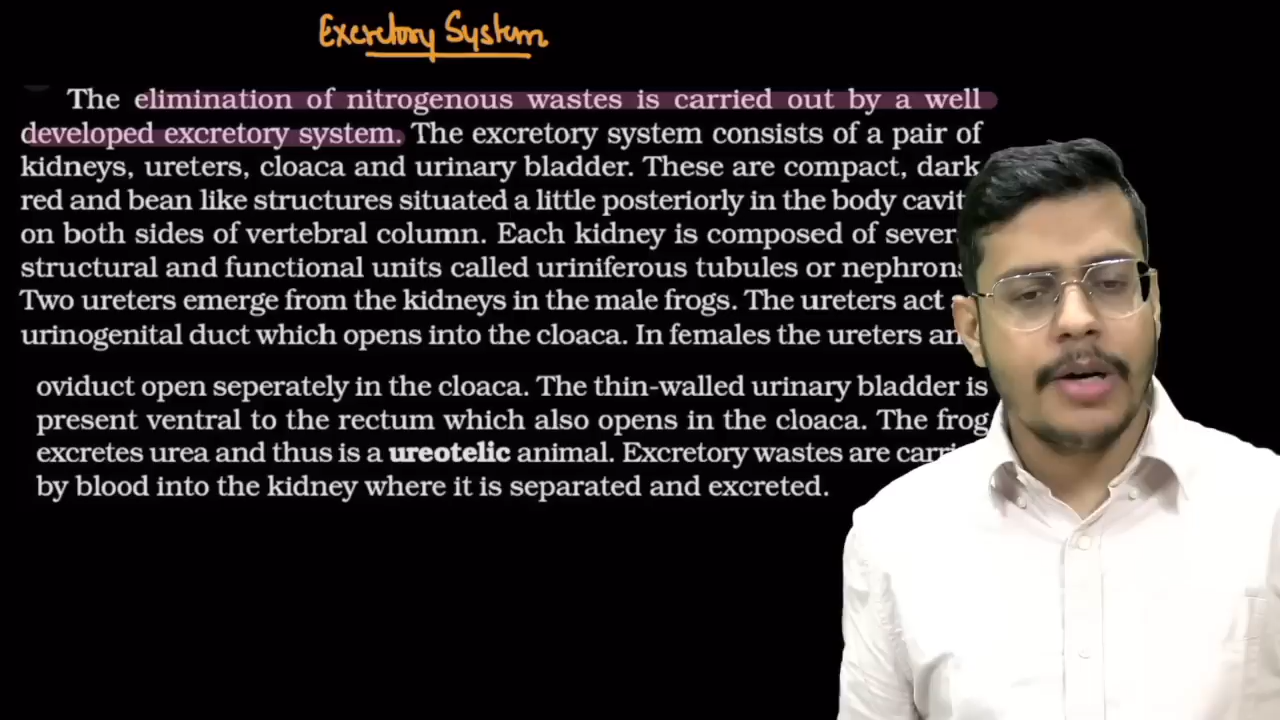 Excretory System
The elimination of nitrogenous wastes is carried out by a well
developed excretory system. The excretory system consists of a pair of
kidneys, ureters, cloaca and urinary bladder. These are compact, dark
red and bean like structures situated a little posteriorly in the body
on both sides of vertebral column. Each kidney is composed of
structural and functional units called uriniferous tubules or nephrons
Two ureters emerge from the kidneys in the male frogs. The ureters act
urinogenital duct which opens into the cloaca. In females the ureters
oviduct open seperately in the cloaca. The thin-walled urinary bladder is
present ventral to the rectum which also opens in the cloaca. The frog
excretes urea and thus is a ureotelic animal. Excretory wastes are
by blood into the kidney where it is separated and excreted.